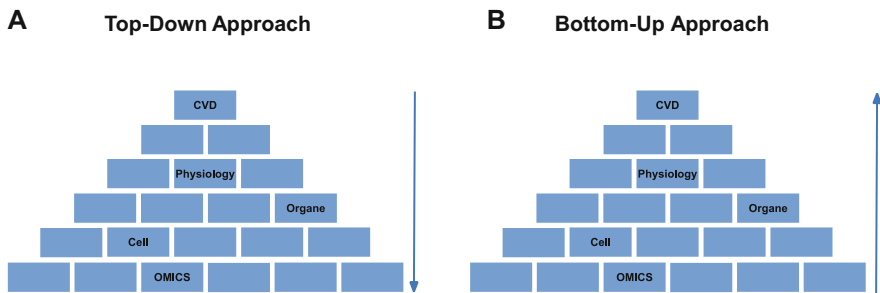 A Top-Down Approach
CVD
Physiology
Organe
Cell
OMICS
B Bottom-Up Approach
CVD
Physiology
Organe
Cell
OMICS